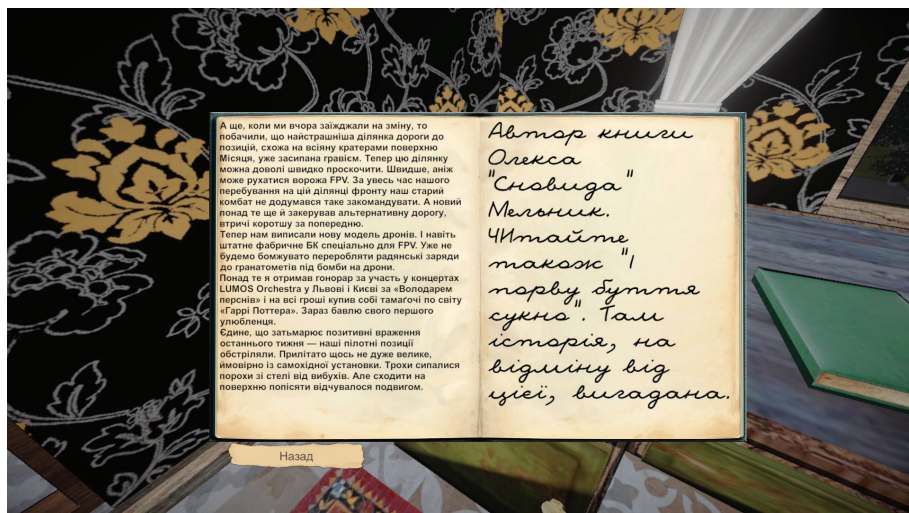 А ще, коли ми вчора заїжджали на зміну, то
побачили, що найстрашніша ділянка дороги до
позицій, схожа на всіяну кратерами поверхню
Місяця, уже засипана гравієм. Тепер цю ділянку
можна доволі швидко проскочити. Швидше, аніж
може рухатися ворожа FPV. За увесь час нашого
перебування на цій ділянці фронту наш старий
комбат не додумався таке закомандувати. А новий
понад те ще й закерував альтернативну дорогу,
втричі коротшу за попередню.
Тепер нам виписали нову модель дронів. І навіть
штатне фабричне БК спеціально для FPV. Уже не
будемо бомжувато переробляти радянські заряди
до гранатометів під бомби на дрони.
Понад те я отримав гонорар за участь у концертах
LUMOS Orchestra у Львові і Києві за «Володарем
перснів» і на всі гроші купив собі тамагочі по світу
«Гаррі Поттера». Зараз бавлю свого першого
улюбленця.
Єдине, що затьмарює позитивні враження
останнього тижня — наші пілотні позиції
обстріляли. Прилітато щось не дуже велике,
ймовірно із самохідної установки. Трохи сипалися
порохи зі стелі від вибухів. Але сходити на
поверхню попісяти відчувалося подвигом.
Автор книги
Олекса
"Сновида"
Мельник.
ЧИтайте
також "І
порву буття
сукно". Там
історія, на
відміну від
цієї, вигадана.
Назад